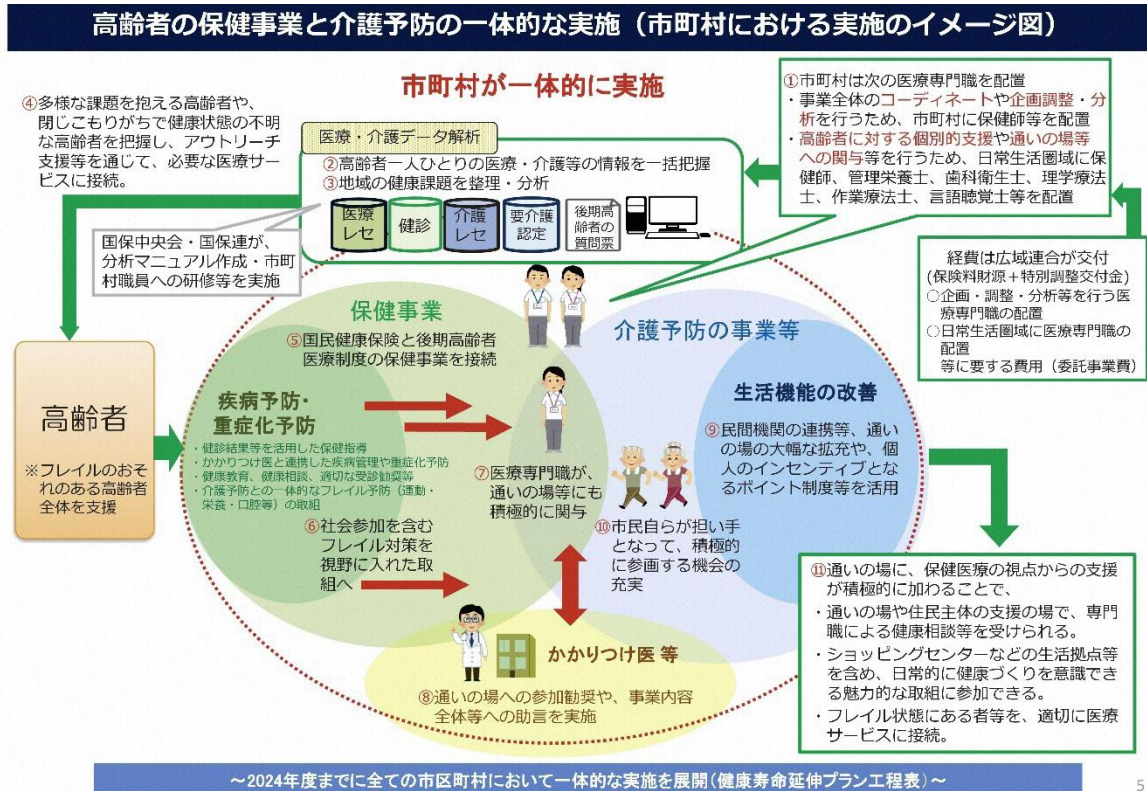 高齢者の保健事業と介護予防の一体的な実施（市町村における実施のイメージ図）
市町村が一体的に実施
①市町村は次の医療専門職を配置
・事業全体のコーディネートや企画調整・分
析を行うため、市町村に保健師等を配置
・高齢者に対する個別的支援や通いの場等
への関与等を行うため、日常生活圏域に保
健師、管理栄養士、歯科衛生士、理学療法
士、作業療法士、言語聴覚士等を配置
④多様な課題を抱える高齢者や、
閉じこもりがちで健康状態の不明
な高齢者を把握し、アウトリーチ
支援等を通じて、必要な医療サー
ビスに接続。
医療・介護データ解析
②高齢者一人ひとりの医療・介護等の情報を一括把握
③地域の健康課題を整理・分析
医療
レセ
健診
介護
レセ
要介護
認定
後期高
齢者の
質問票
国保中央会・国保連が、
分析マニュアル作成・市町
村職員への研修等を実施
経費は広域連合が交付
(保険料財源＋特別調整交付金)
○企画・調整・分析等を行う医
療専門職の配置
○日常生活圏域に医療専門職の
配置
等に要する費用（委託事業費）
高齢者
※フレイルのおそ
れのある高齢者
全体を支援
保健事業
⑤国民健康保険と後期高齢者
医療制度の保健事業を接続
疾病予防・
重症化予防
・健診結果等を活用した保健指導
・かかりつけ医と連携した疾病管理や重症化予防
・健康教育、健康相談、適切な受診勧奨等
・介護予防との一体的なフレイル予防（運動・
栄養・口腔等）の取組
⑥社会参加を含む
フレイル対策を
視野に入れた取
組へ
⑦医療専門職が、
通いの場等にも
積極的に関与
介護予防の事業等
生活機能の改善
⑨民間機関の連携等、通い
の場の大幅な拡充や、個
人のインセンティブとな
るポイント制度等を活用
⑩市民自らが担い手
となって、積極的
に参画する機会の
充実
かかりつけ医 等
⑧通いの場への参加勧奨や、事業内容
全体等への助言を実施
⑪通いの場に、保健医療の視点からの支援
が積極的に加わることで、
・通いの場や住民主体の支援の場で、専門
職による健康相談等を受けられる。
・ショッピングセンターなどの生活拠点等
を含め、日常的に健康づくりを意識でき
る魅力的な取組に参加できる。
・フレイル状態にある者等を、適切に医療
サービスに接続。
～2024年度までに全ての市区町村において一体的な実施を展開(健康寿命延伸プラン工程表)～
5